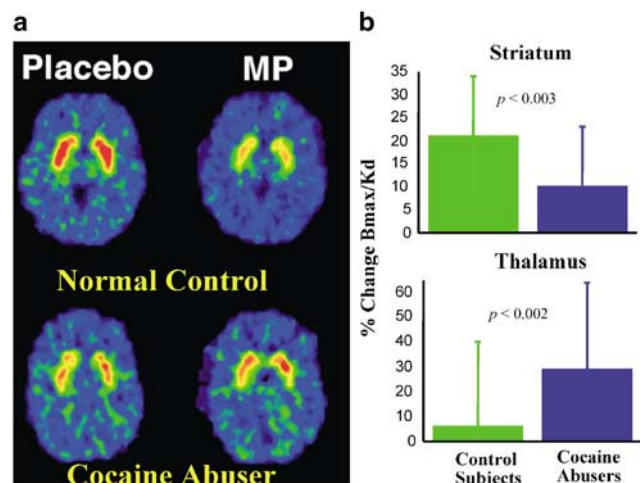 a
Placebo MP
Normal Control
Cocaine Abuser
b
Striatum
35
30
25
20
15
10
5
0
p < 0.003
% Change Bmax/Kd
Thalamus
60
50
40
30
20
10
0
p < 0.002
Control Cocaine
Subjects Abusers